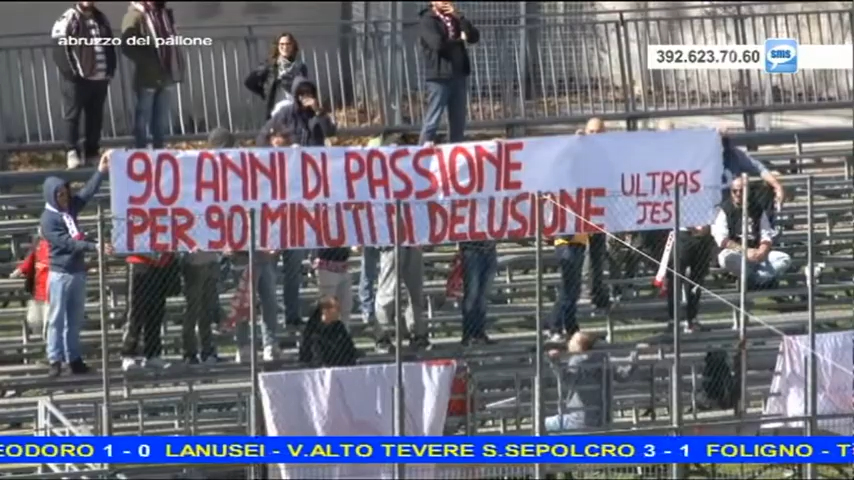 abruzzo del pallone
392.623.70.60
sms
90 ANNI DI PASSIONE
PER 90 MINUTI DI DELUSIONE
ULTRAS
JESI
EODORO 1 - 0 LANUSEI - V.ALTO TEVERE S.SEPOLCRO 3 - 1 FOLIGNO - T